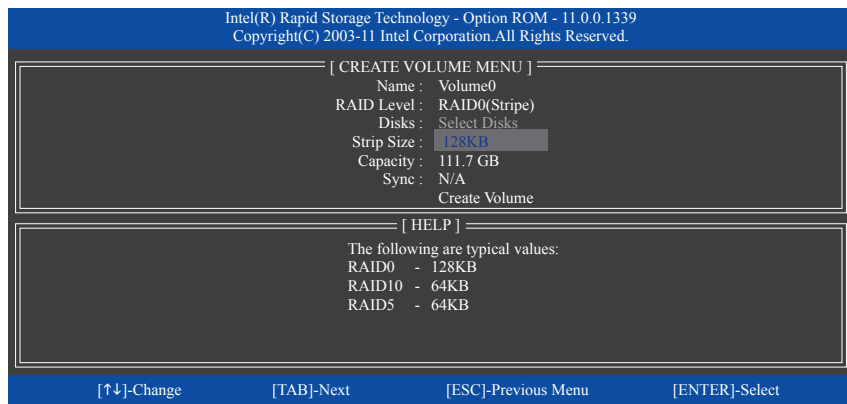 Intel(R) Rapid Storage Technology - Option ROM - 11.0.0.1339
Copyright(C) 2003-11 Intel Corporation.All Rights Reserved.
[ CREATE VOLUME MENU ]
Name : Volume0
RAID Level : RAID0(Stripe)
Disks : Select Disks
Strip Size : 128KB
Capacity : 111.7 GB
Sync : N/A
Create Volume
[ HELP ]
The following are typical values:
RAID0 - 128KB
RAID10 - 64KB
RAID5 - 64KB
[↑↓]-Change [TAB]-Next [ESC]-Previous Menu [ENTER]-Select